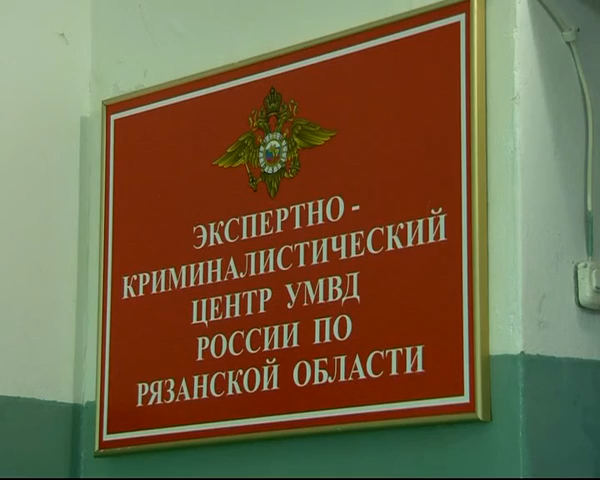 ЭКСПЕРТНО -
КРИМИНАЛИСТИЧЕСКИЙ
ЦЕНТР УМВД
РОССИИ ПО
РЯЗАНСКОЙ ОБЛАСТИ